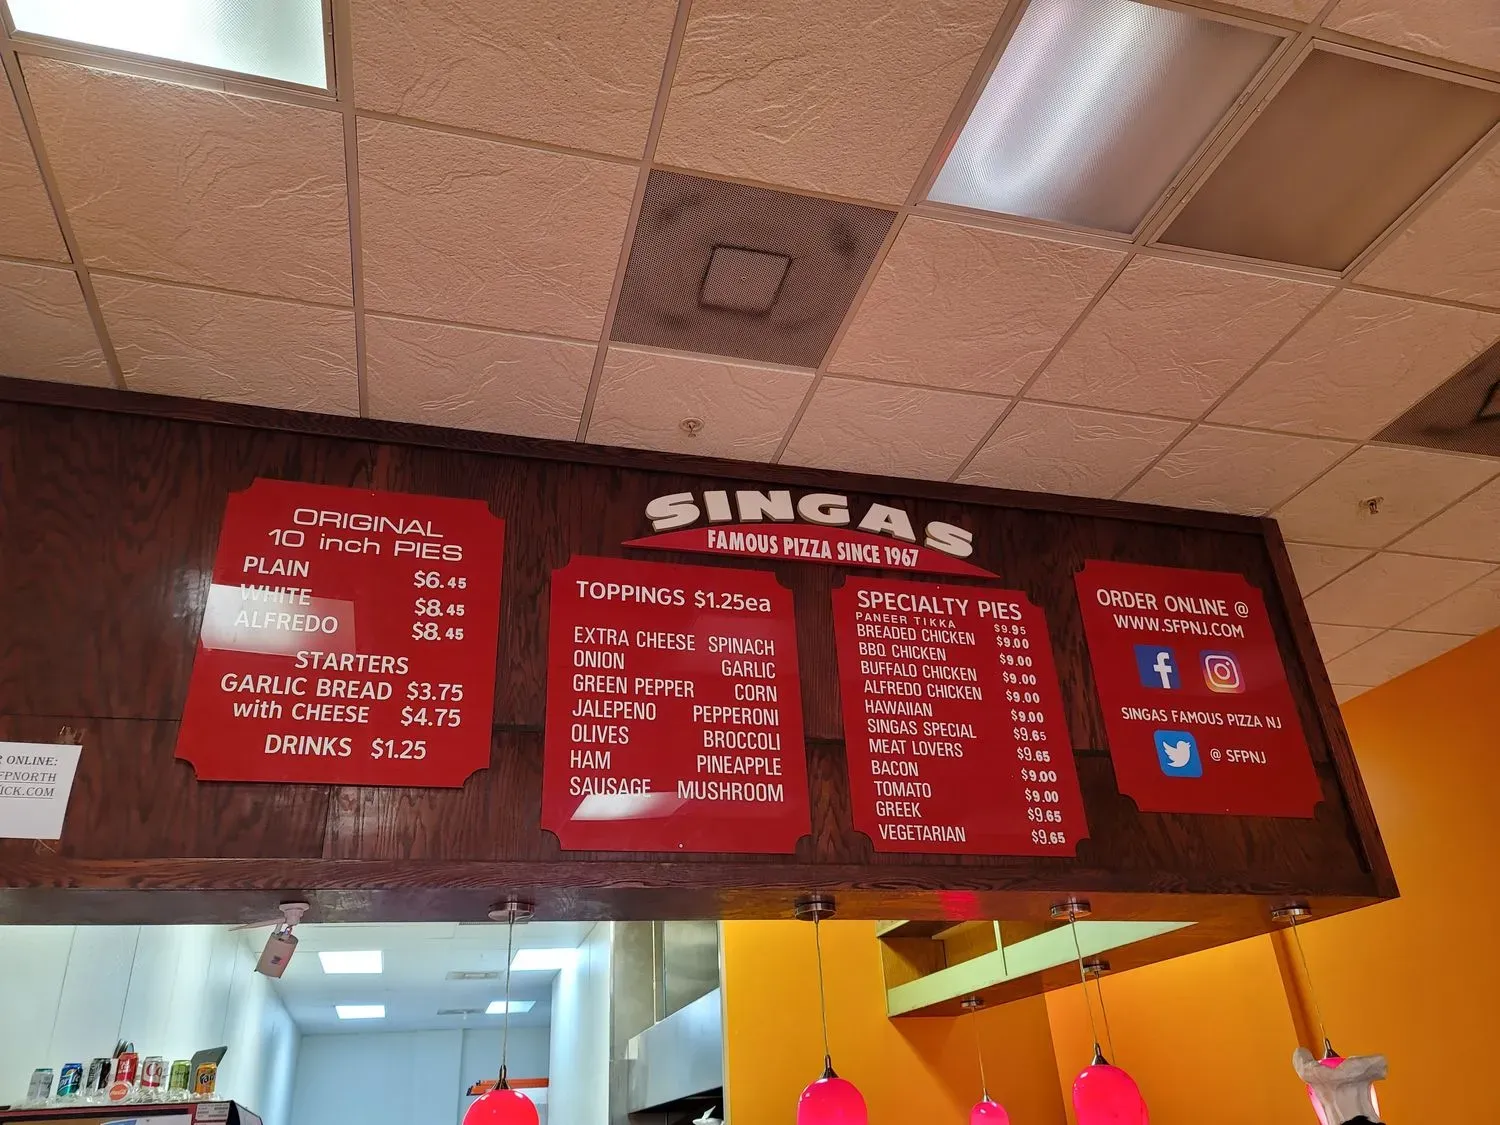 ORIGINAL
10 inch PIES
PLAIN $6.45
WHITE $8.45
ALFREDO $8.45
STARTERS
GARLIC BREAD $3.75
with CHEESE $4.75
DRINKS $1.25
ONLINE:
FPNORTH
ICK.COM
SINGAS
FAMOUS PIZZA SINCE 1967
TOPPINGS $1.25ea
EXTRA CHEESE SPINACH
ONION GARLIC
GREEN PEPPER CORN
JALEPENO PEPPERONI
OLIVES BROCCOLI
HAM PINEAPPLE
SAUSAGE MUSHROOM
SPECIALTY PIES
PANEER TIKKA $9.95
BREADED CHICKEN $9.00
BBQ CHICKEN $9.00
BUFFALO CHICKEN $9.00
ALFREDO CHICKEN $9.00
HAWAIIAN $9.00
SINGAS SPECIAL $9.65
MEAT LOVERS $9.65
BACON $9.00
TOMATO $9.00
GREEK $9.65
VEGETARIAN $9.65
ORDER ONLINE @
WWW.SFPNJ.COM
SINGAS FAMOUS PIZZA NJ
@ SFPNJ